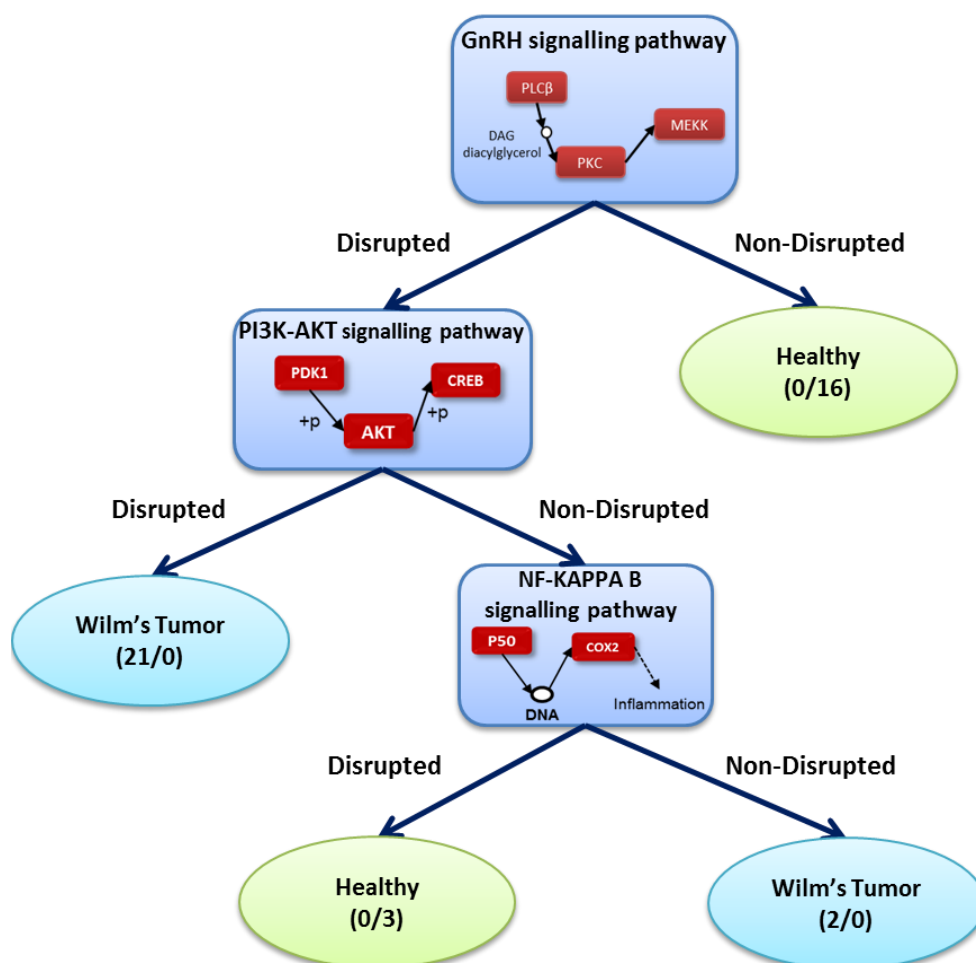 GnRH signalling pathway
PLCβ
MEKK
DAG
diacylglycerol
PKC
Disrupted
Non-Disrupted
PI3K-AKT signalling pathway
PDK1
CREB
+p
+p
AKT
Healthy
(0/16)
Disrupted
Non-Disrupted
NF-KAPPA B
signalling pathway
P50
COX2
DNA
Inflammation
Wilm's Tumor
(21/0)
Disrupted
Non-Disrupted
Healthy
(0/3)
Wilm's Tumor
(2/0)